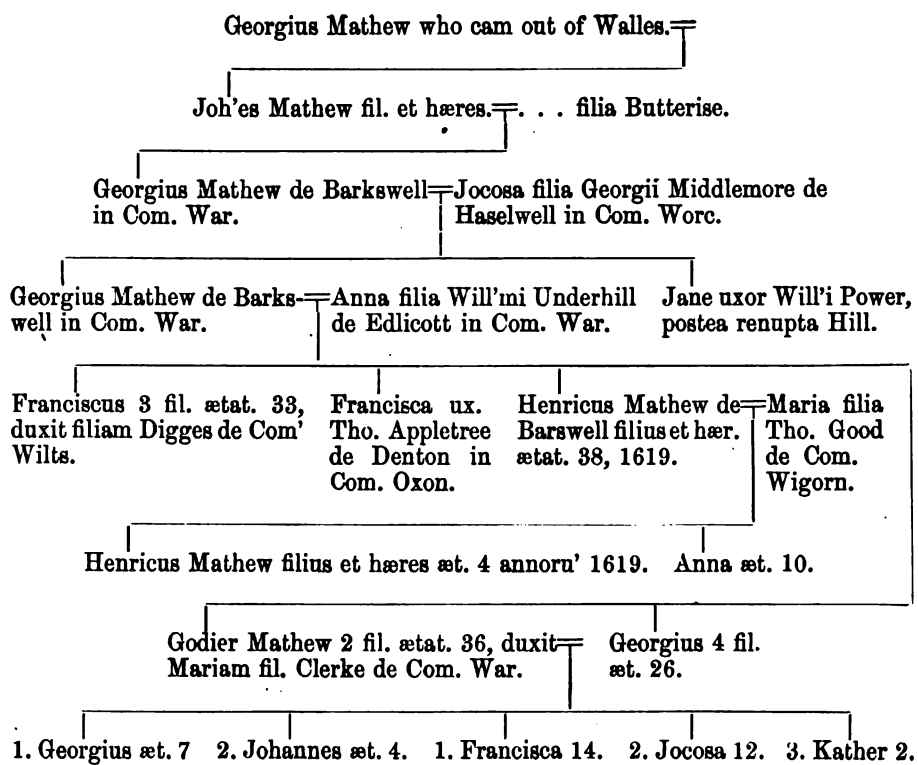 Georgius Mathew who cam out of Walles.
Joh'es Mathew fil. et hæres. . . . filia Butterise.
Georgius Mathew de Barkswell
in Com. War.
Jocosa filia Georgii Middlemore de
Haselwell in Com. Worc.
Georgius Mathew de Barks-
well in Com. War.
Anna filia Will'mi Underhill
de Edlicott in Com. War.
Jane uxor Will'i Power,
postea renupta Hill.
Franciscus 3 fil. ætat. 33,
duxit filiam Digges de Com'
Wilts.
Francisca ux.
Tho. Appletree
de Denton in
Com. Oxon.
Henricus Mathew de
Barswell filius et hær.
ætat. 38, 1619.
Maria filia
Tho. Good
de Com.
Wigorn.
Henricus Mathew filius et hæres æt. 4 annoru' 1619. Anna æt. 10.
Godier Mathew 2 fil. ætat. 36, duxit
Mariam fil. Clerke de Com. War.
Georgius 4 fil.
æt. 26.
1. Georgius æt. 7 2. Johannes æt. 4. 1. Francisca 14. 2. Jocosa 12. 3. Kather 2.